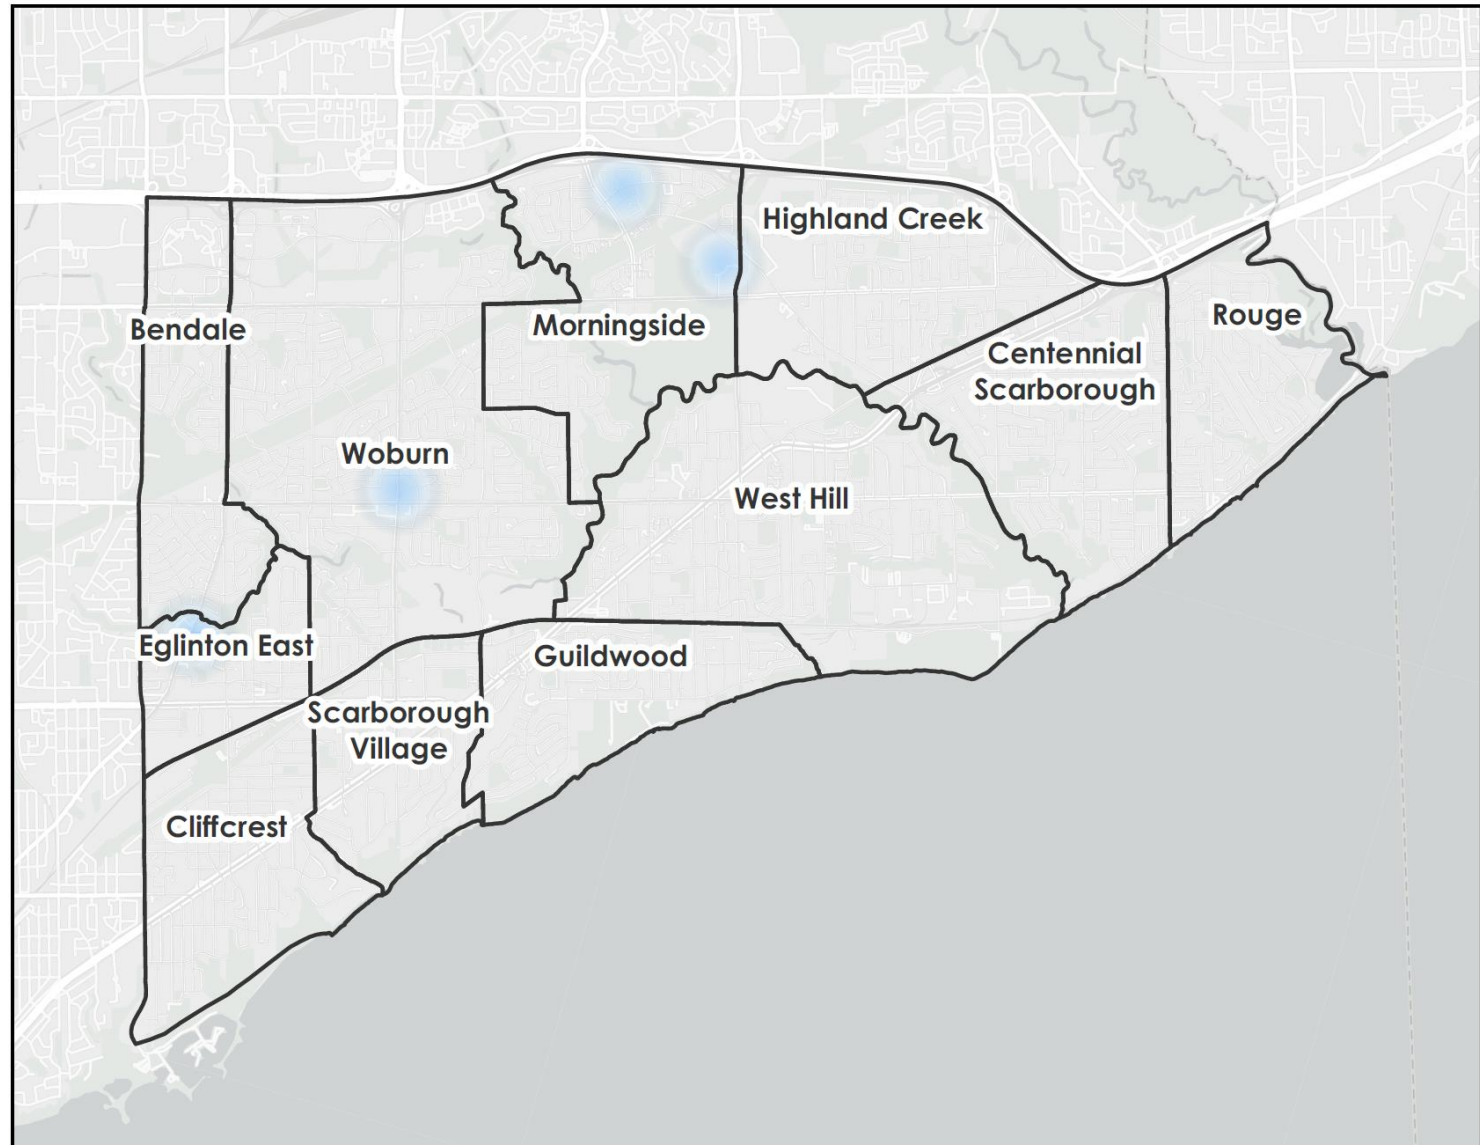 Highland Creek
Rouge
Bendale
Morningside
Centennial
Scarborough
Woburn
West Hill
Eglinton East
Guildwood
Scarborough
Village
Cliffcrest